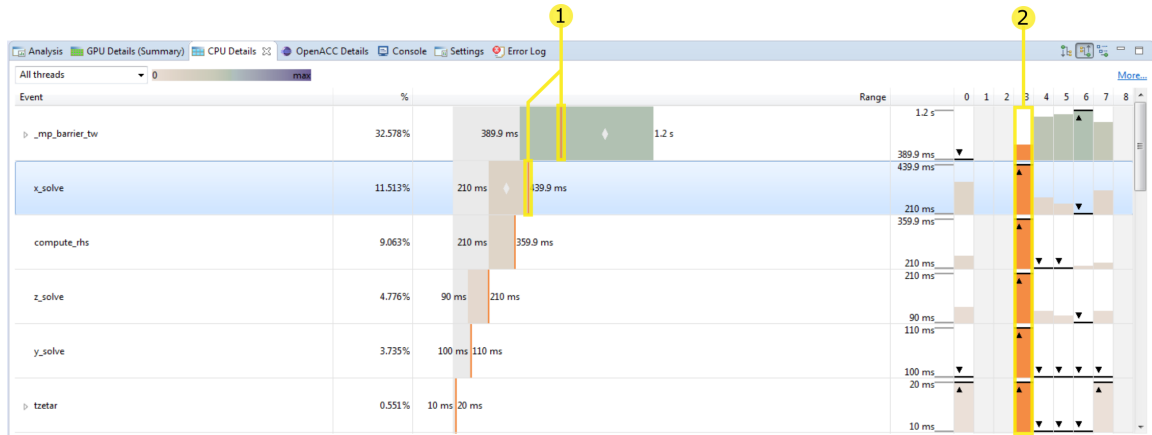 1 2
Analysis GPU Details (Summary) CPU Details OpenACC Details Console Settings Error Log
All threads 0 max More...
Event % Range 0 1 2 3 4 5 6 7 8
_mp_barrier_tw 32.578% 389.9 ms 1.2 s 1.2 s 389.9 ms
x_solve 11.513% 210 ms 439.9 ms 439.9 ms 210 ms
compute_rhs 9.063% 210 ms 359.9 ms 359.9 ms 210 ms
z_solve 4.776% 90 ms 210 ms 210 ms 90 ms
y_solve 3.735% 100 ms 110 ms 110 ms 100 ms
tzetar 0.551% 10 ms 20 ms 20 ms 10 ms